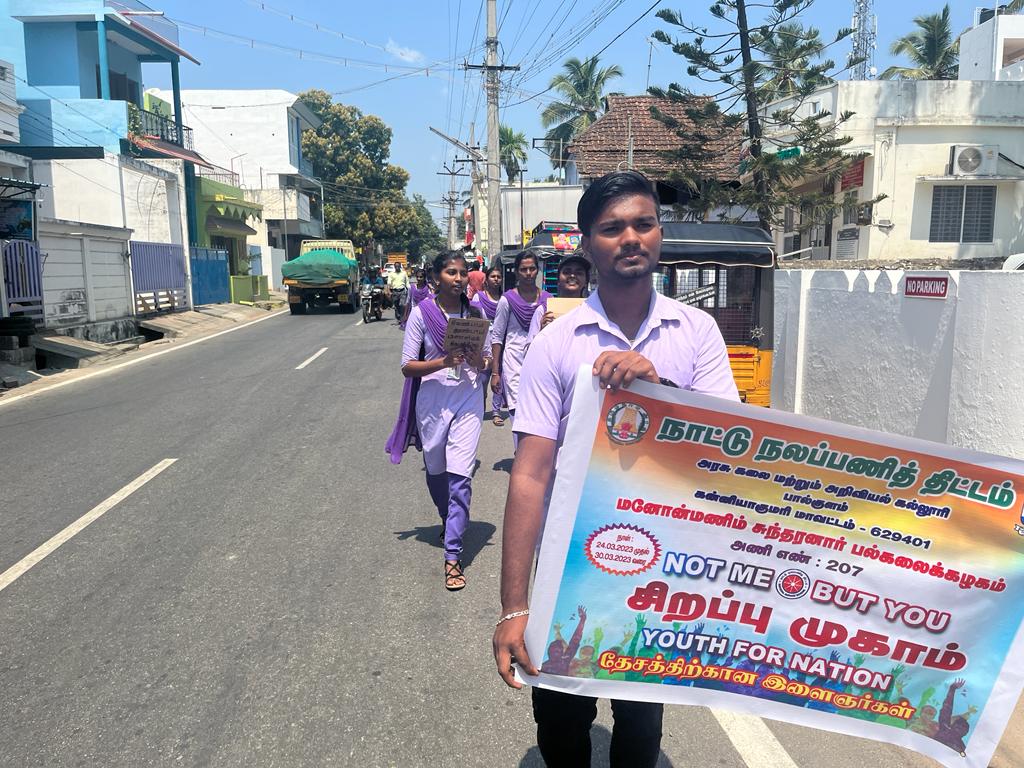 NO PARKING
நாட்டு நலப்பணித் திட்டம்
அரசு கலை மற்றும் அறிவியல் கல்லூரி
பால்குளம்
கன்னியாகுமரி மாவட்டம் - 629401
மனோன்மணியம் சுந்தரனார் பல்கலைக்கழகம்
அணி எண் : 207
நாள் :
24.03.2023 முதல்
30.03.2023 வரை
NOT ME BUT YOU
சிறப்பு முகாம்
YOUTH FOR NATION
தேசத்திற்கான இளைஞர்கள்